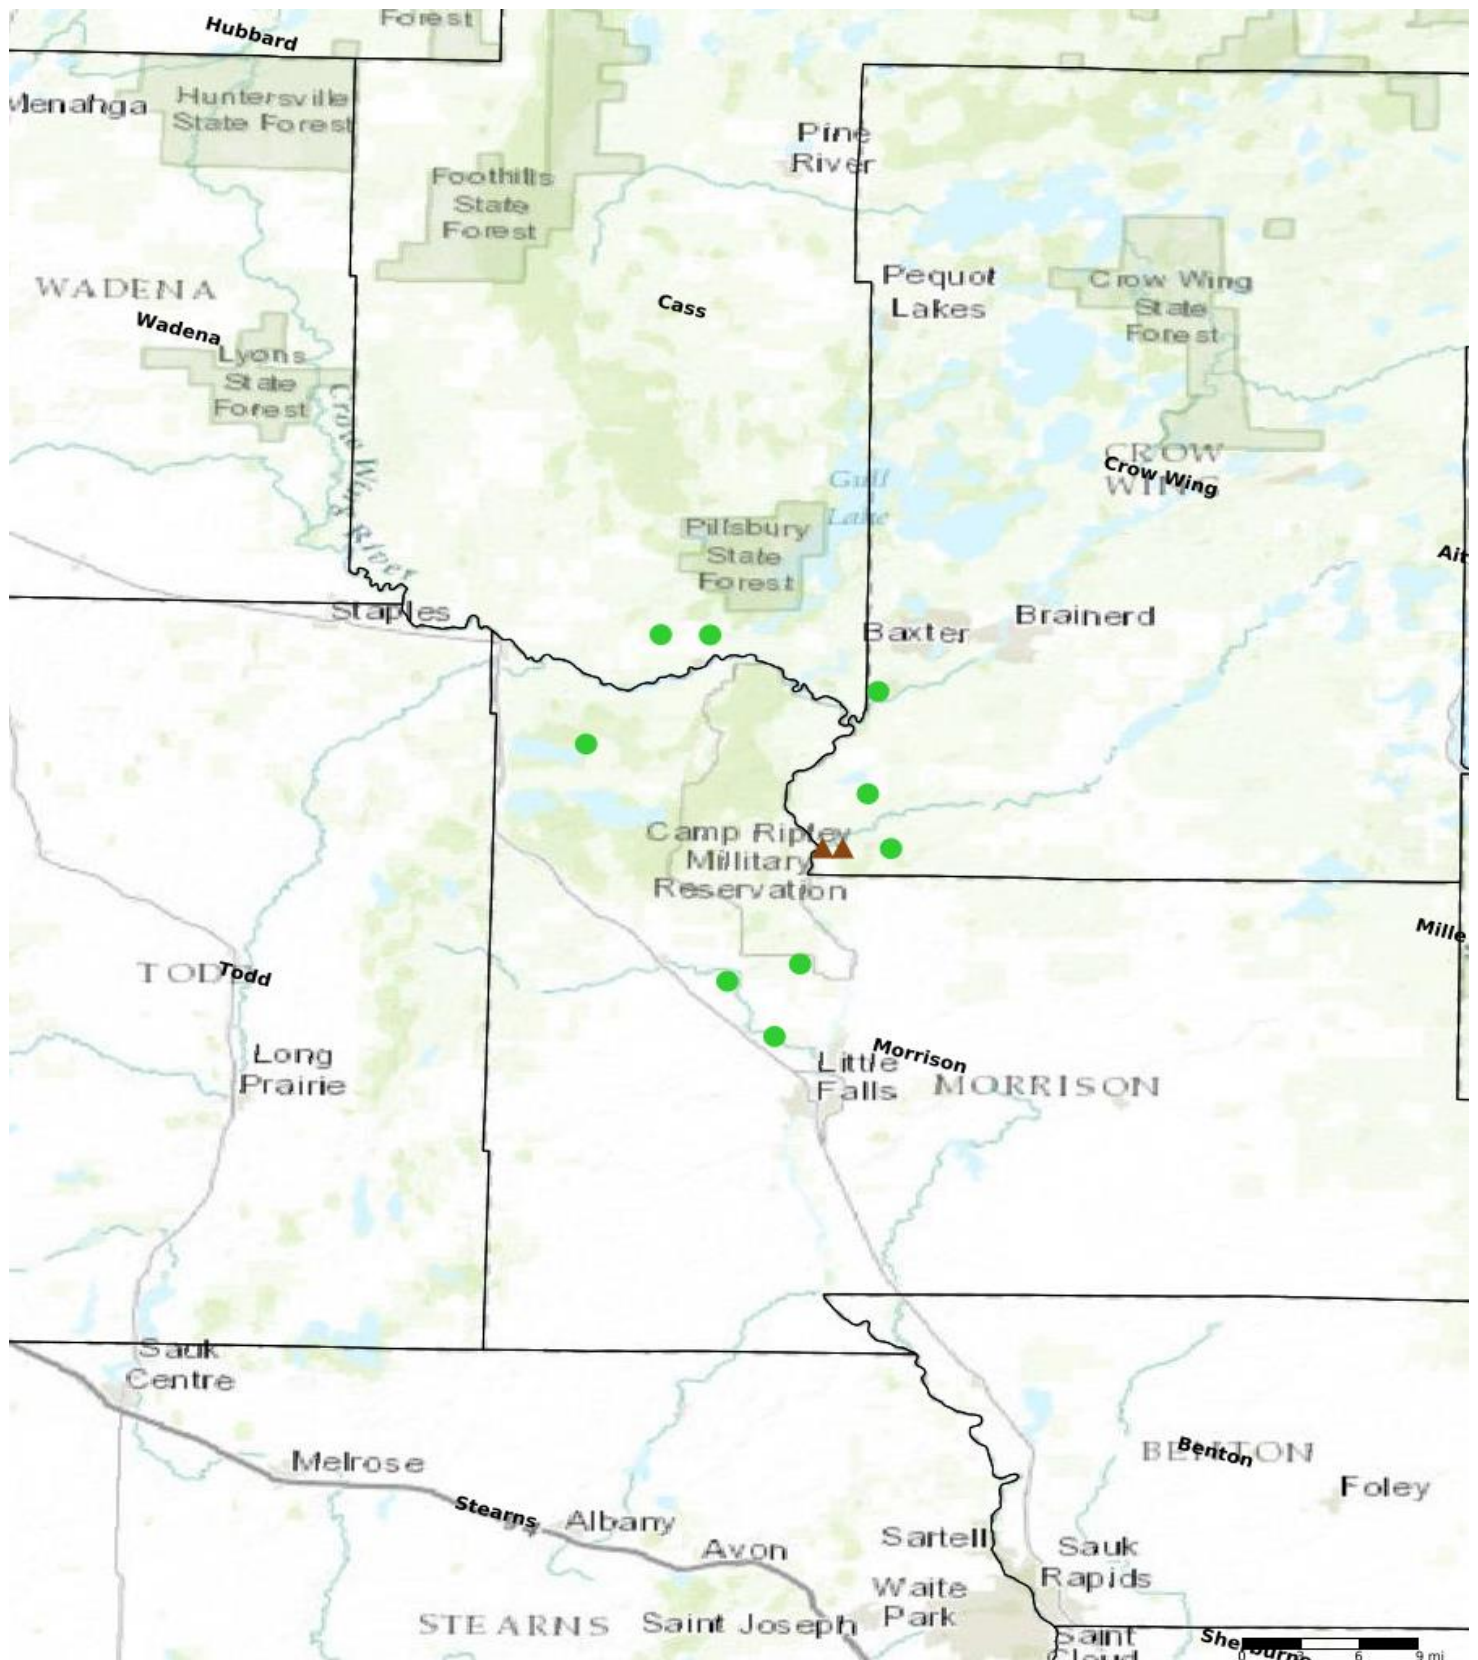 Forest
Hubbard
Menahga
Huntersville
State Forest
Pine
River
Foothills
State
Forest
WADENA
Wadena
Cass
Pequot
Lakes
Crow Wing
State
Forest
Lyons
State
Forest
Crow Wing River
CROW
WING
Crow Wing
Gull
Lake
Pillsbury
State
Forest
Ait
Staples
Baxter
Brainerd
Camp Ripley
Military
Reservation
Mille
TODD
Todd
Long
Prairie
Little
Falls
Morrison
MORRISON
Sauk
Centre
Melrose
Stearns
Albany
Avon
BENTON
Benton
Foley
Sartell
Sauk
Rapids
Waite
Park
STEARNS
Saint Joseph
Saint
Cloud
Sherburne
0 3 6 9 mi